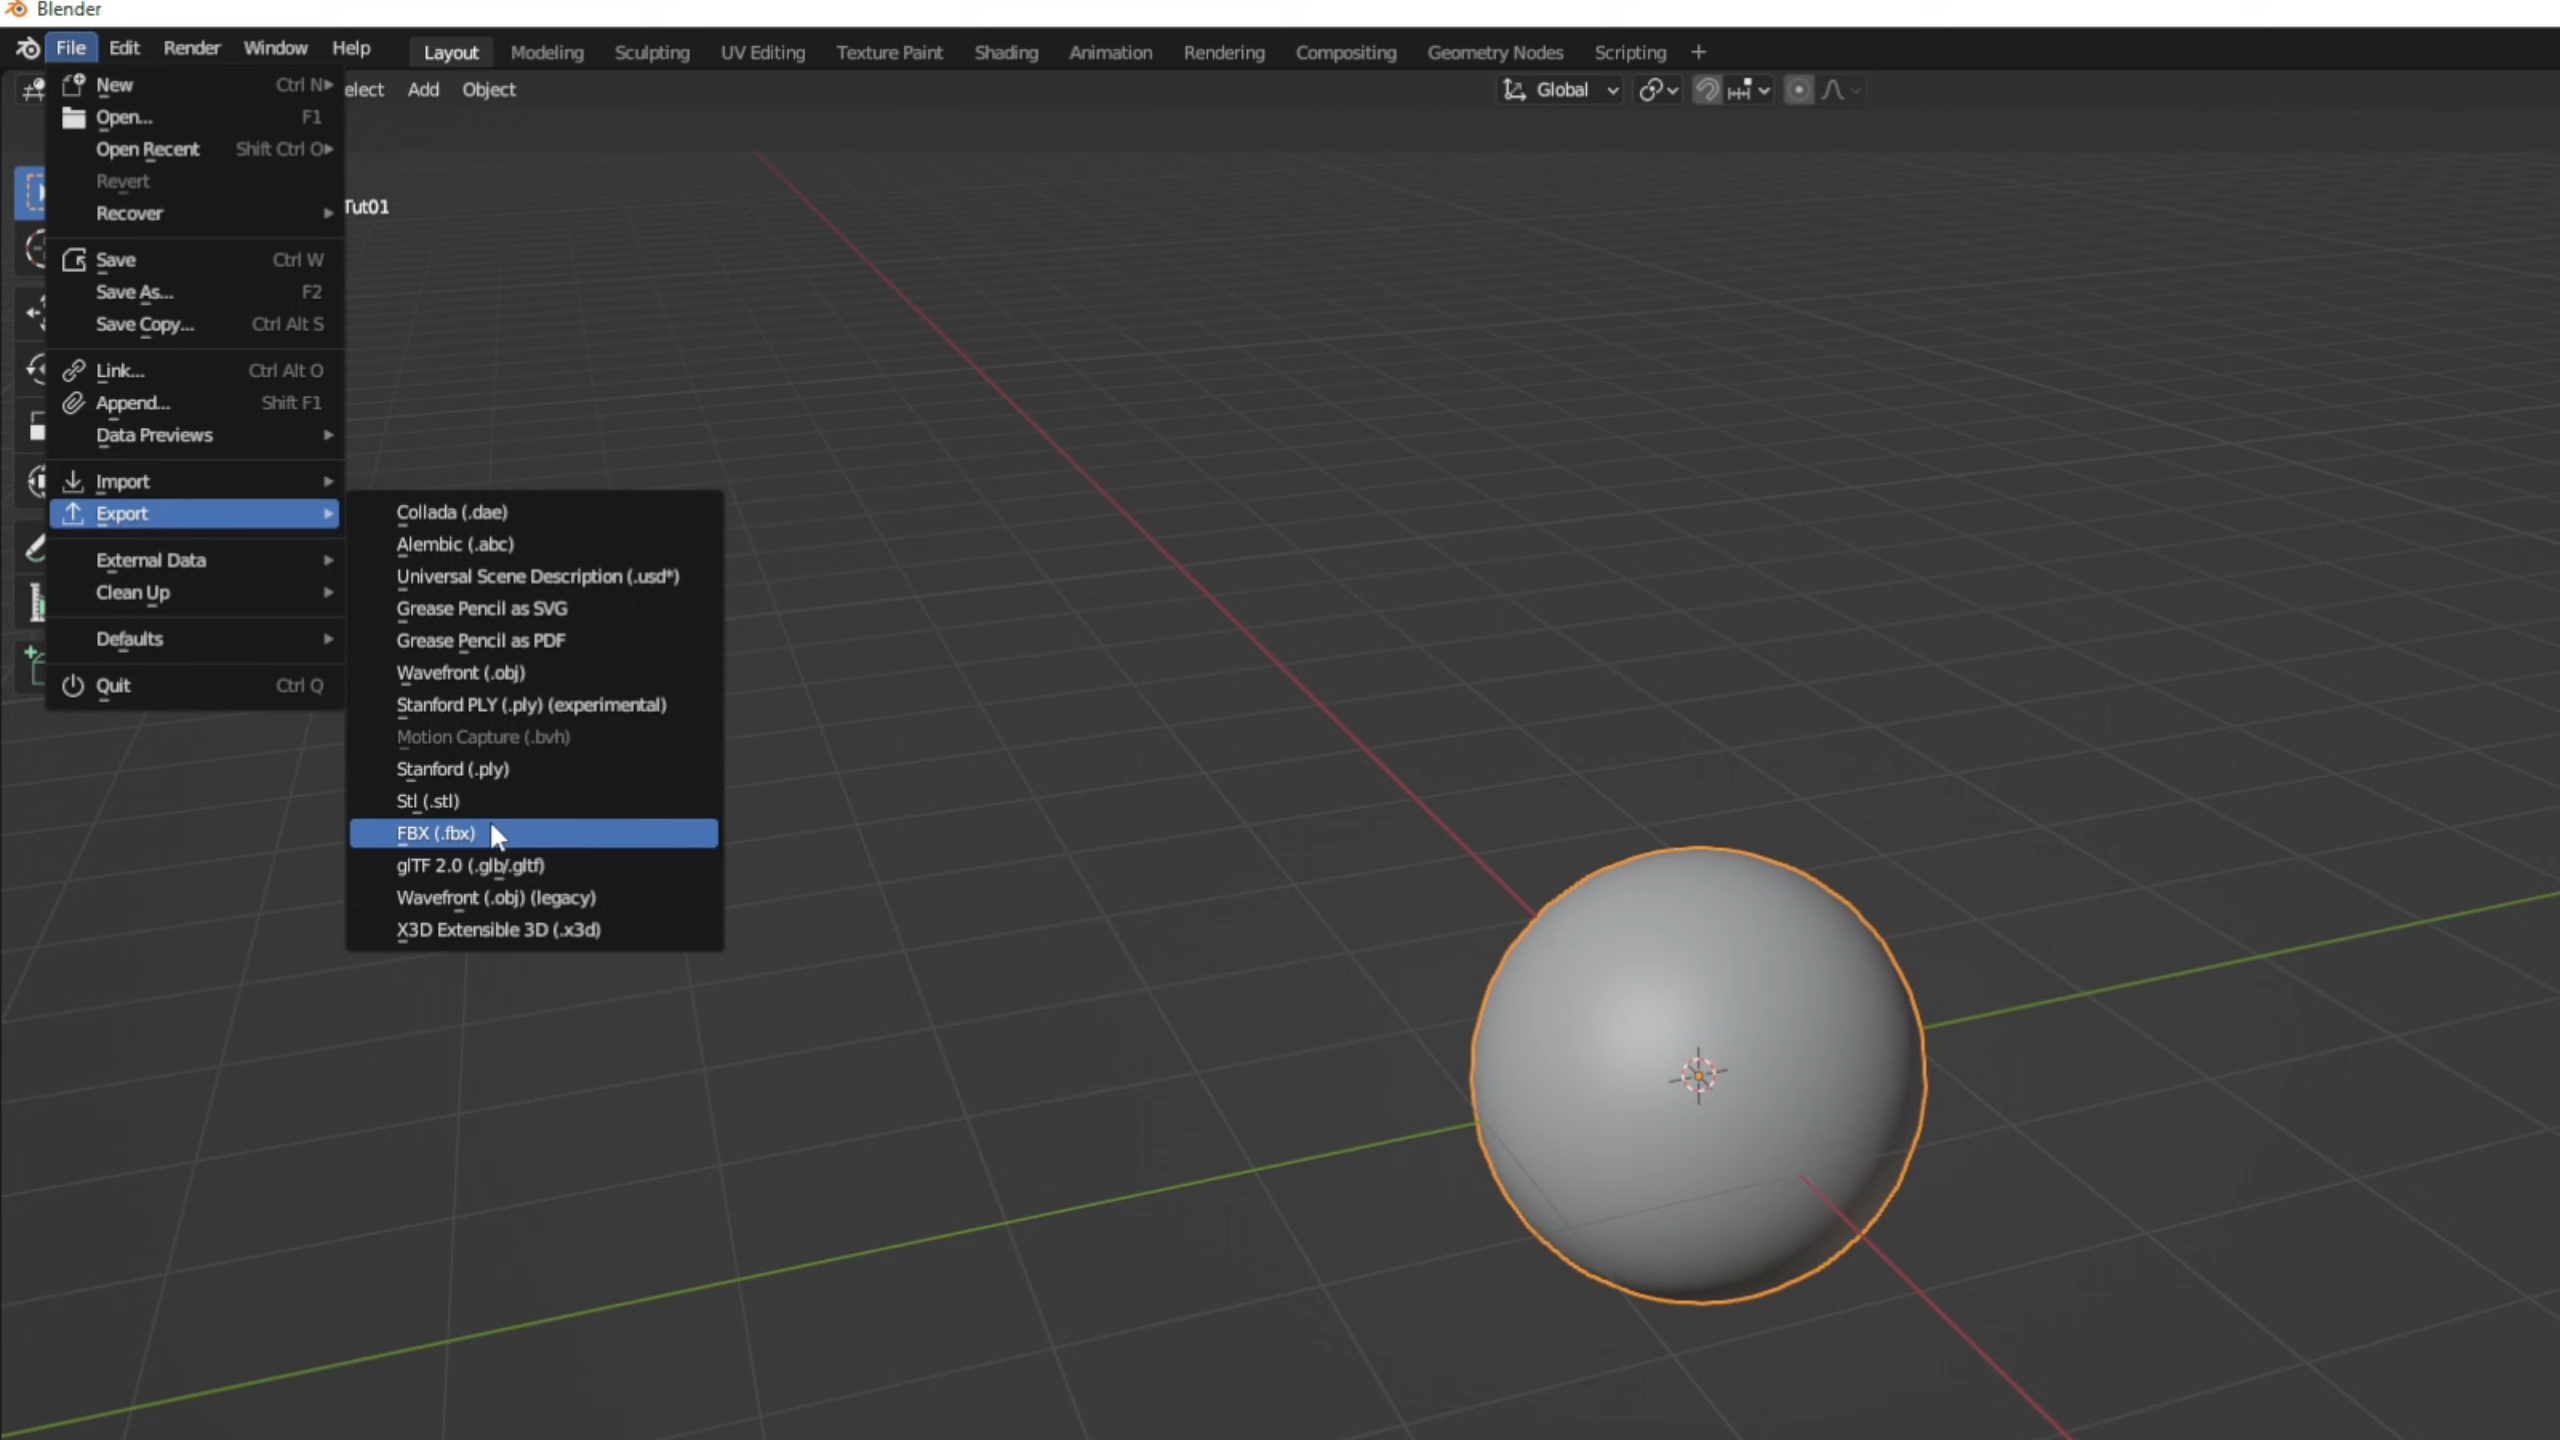 Blender
File Edit Render Window Help Layout Modeling Sculpting UV Editing Texture Paint Shading Animation Rendering Compositing Geometry Nodes Scripting +
elect Add Object Global
New Ctrl N
Open... F1
Open Recent Shift Ctrl O
Revert
Recover
Tut01
Save Ctrl W
Save As... F2
Save Copy... Ctrl Alt S
Link... Ctrl Alt O
Append... Shift F1
Data Previews
Import
Export
External Data
Clean Up
Defaults
Quit Ctrl Q
Collada (.dae)
Alembic (.abc)
Universal Scene Description (.usd*)
Grease Pencil as SVG
Grease Pencil as PDF
Wavefront (.obj)
Stanford PLY (.ply) (experimental)
Motion Capture (.bvh)
Stanford (.ply)
Stl (.stl)
FBX (.fbx)
glTF 2.0 (.glb/.gltf)
Wavefront (.obj) (legacy)
X3D Extensible 3D (.x3d)